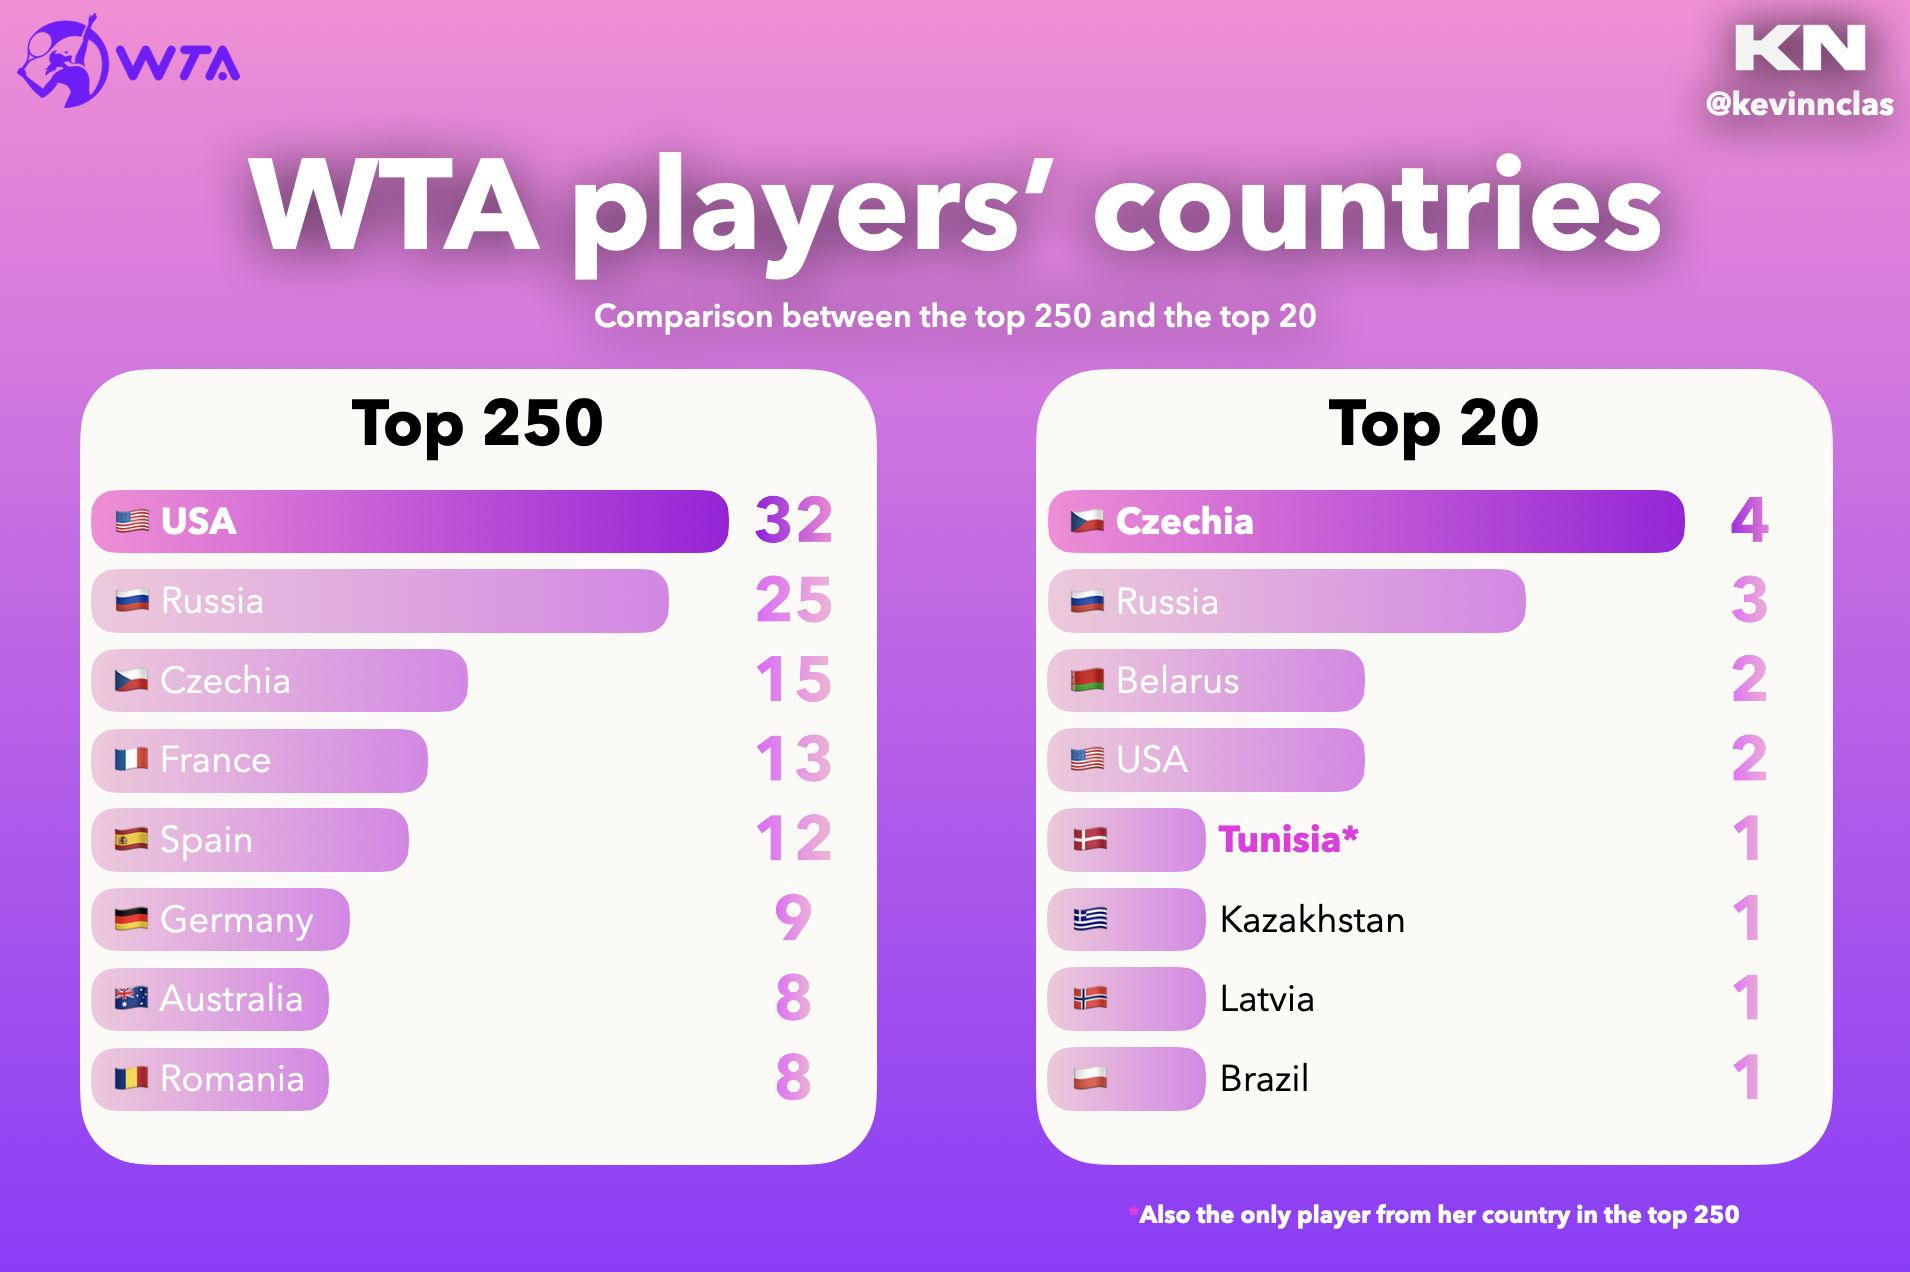 WTA
KN
@kevinnclas
WTA players’ countries
Comparison between the top 250 and the top 20
Top 250
USA 32
Russia 25
Czechia 15
France 13
Spain 12
Germany 9
Australia 8
Romania 8
Top 20
Czechia 4
Russia 3
Belarus 2
USA 2
Tunisia* 1
Kazakhstan 1
Latvia 1
Brazil 1
*Also the only player from her country in the top 250